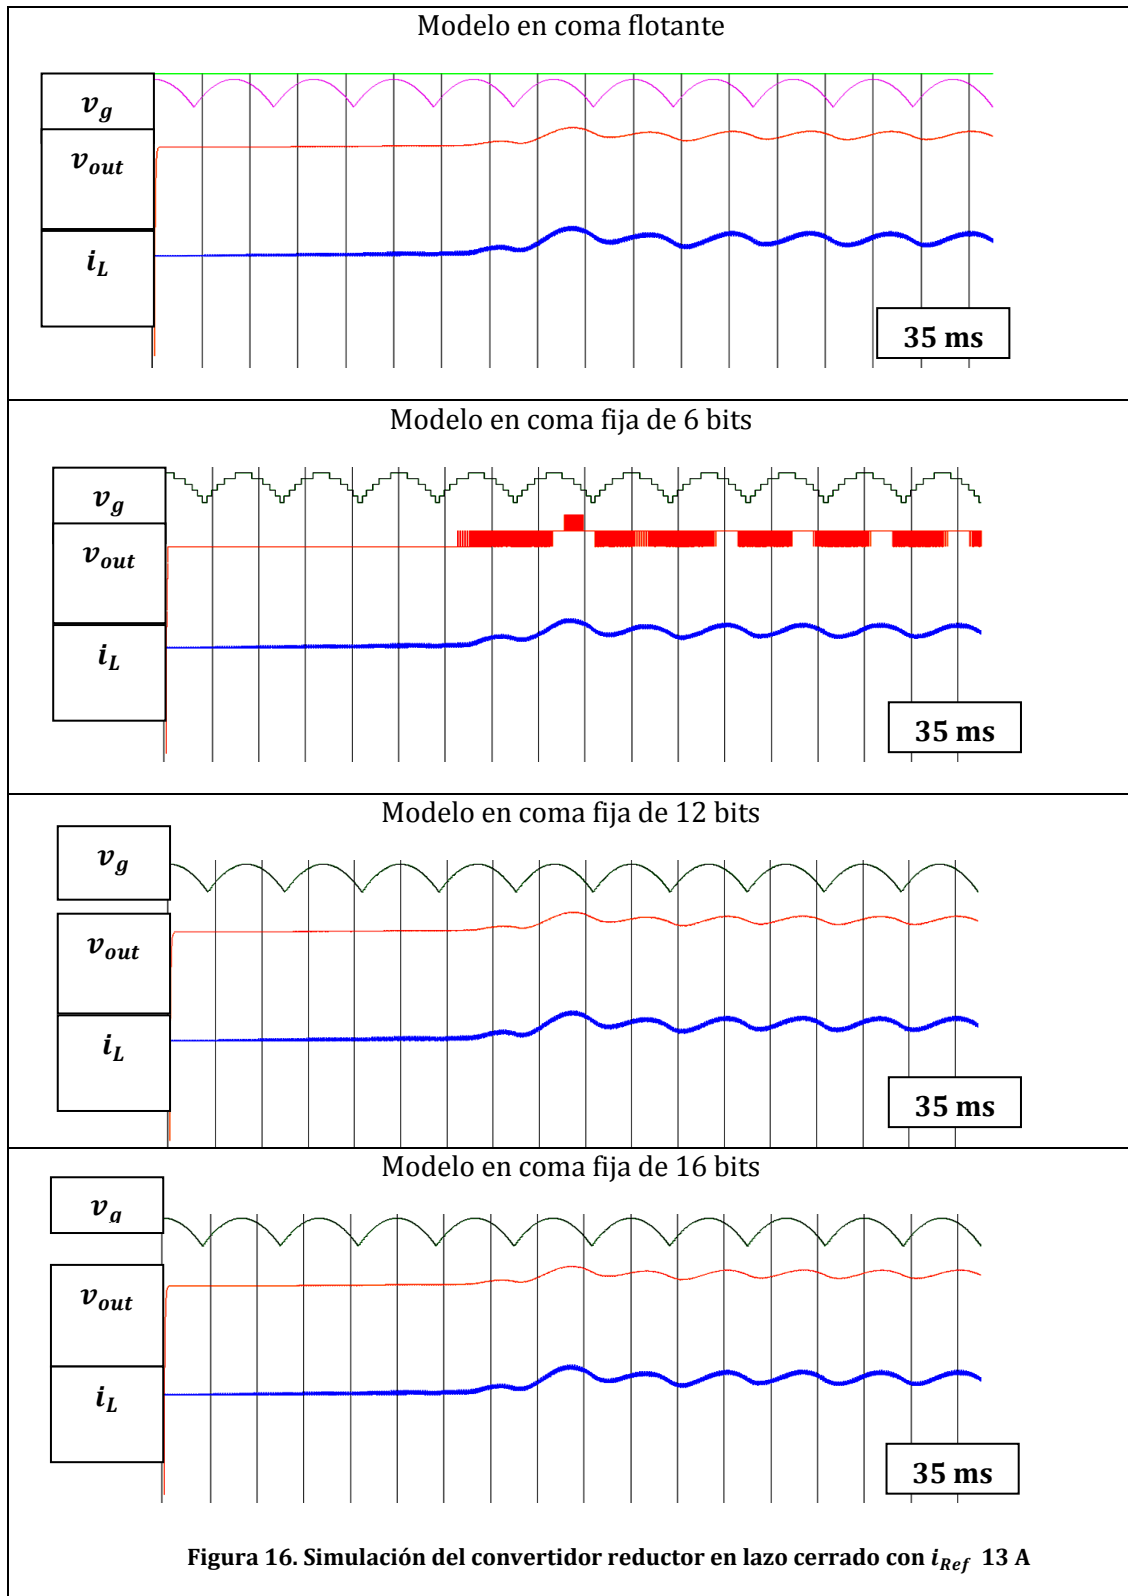 Modelo en coma flotante
v_g
v_out
i_L
35 ms
Modelo en coma fija de 6 bits
v_g
v_out
i_L
35 ms
Modelo en coma fija de 12 bits
v_g
v_out
i_L
35 ms
Modelo en coma fija de 16 bits
v_g
v_out
i_L
35 ms
Figura 16. Simulación del convertidor reductor en lazo cerrado con i_Ref 13 A